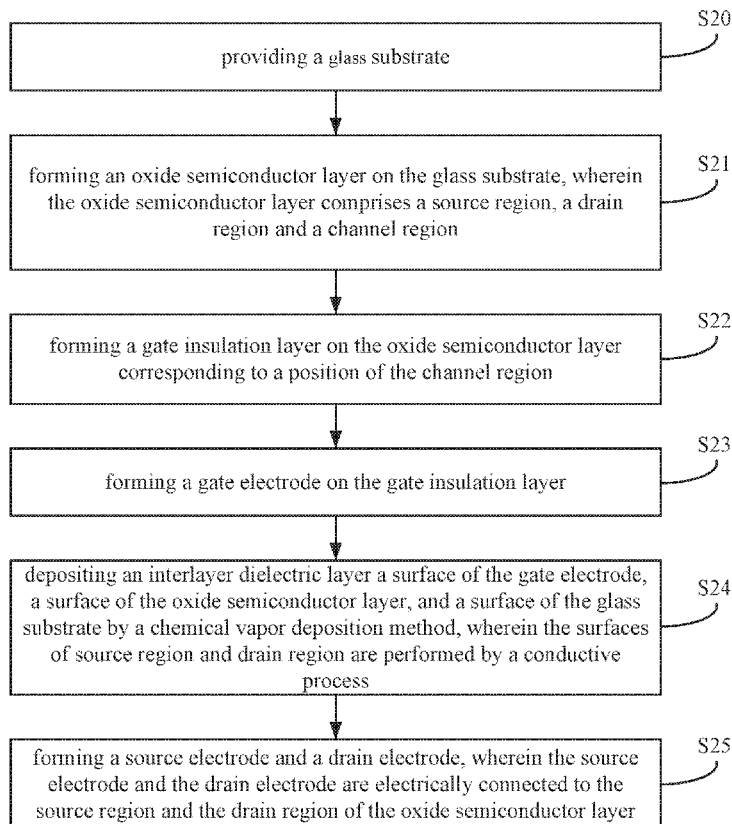 S20
providing a glass substrate
S21
forming an oxide semiconductor layer on the glass substrate, wherein
the oxide semiconductor layer comprises a source region, a drain
region and a channel region
S22
forming a gate insulation layer on the oxide semiconductor layer
corresponding to a position of the channel region
S23
forming a gate electrode on the gate insulation layer
S24
depositing an interlayer dielectric layer a surface of the gate electrode,
a surface of the oxide semiconductor layer, and a surface of the glass
substrate by a chemical vapor deposition method, wherein the surfaces
of source region and drain region are performed by a conductive
process
S25
forming a source electrode and a drain electrode, wherein the source
electrode and the drain electrode are electrically connected to the
source region and the drain region of the oxide semiconductor layer